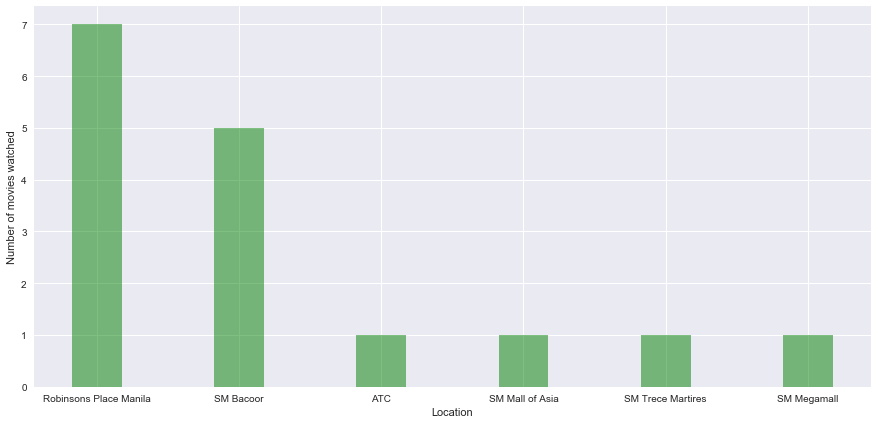 7
6
5
4
3
2
1
0
Number of movies watched
Robinsons Place Manila SM Bacoor ATC SM Mall of Asia SM Trece Martires SM Megamall
Location